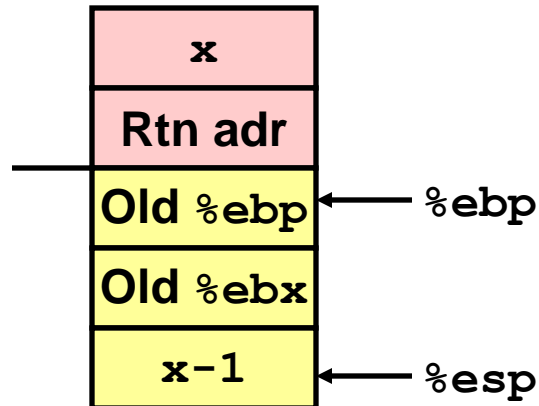 x
Rtn adr
Old %ebp
%ebp
Old %ebx
x-1
%esp